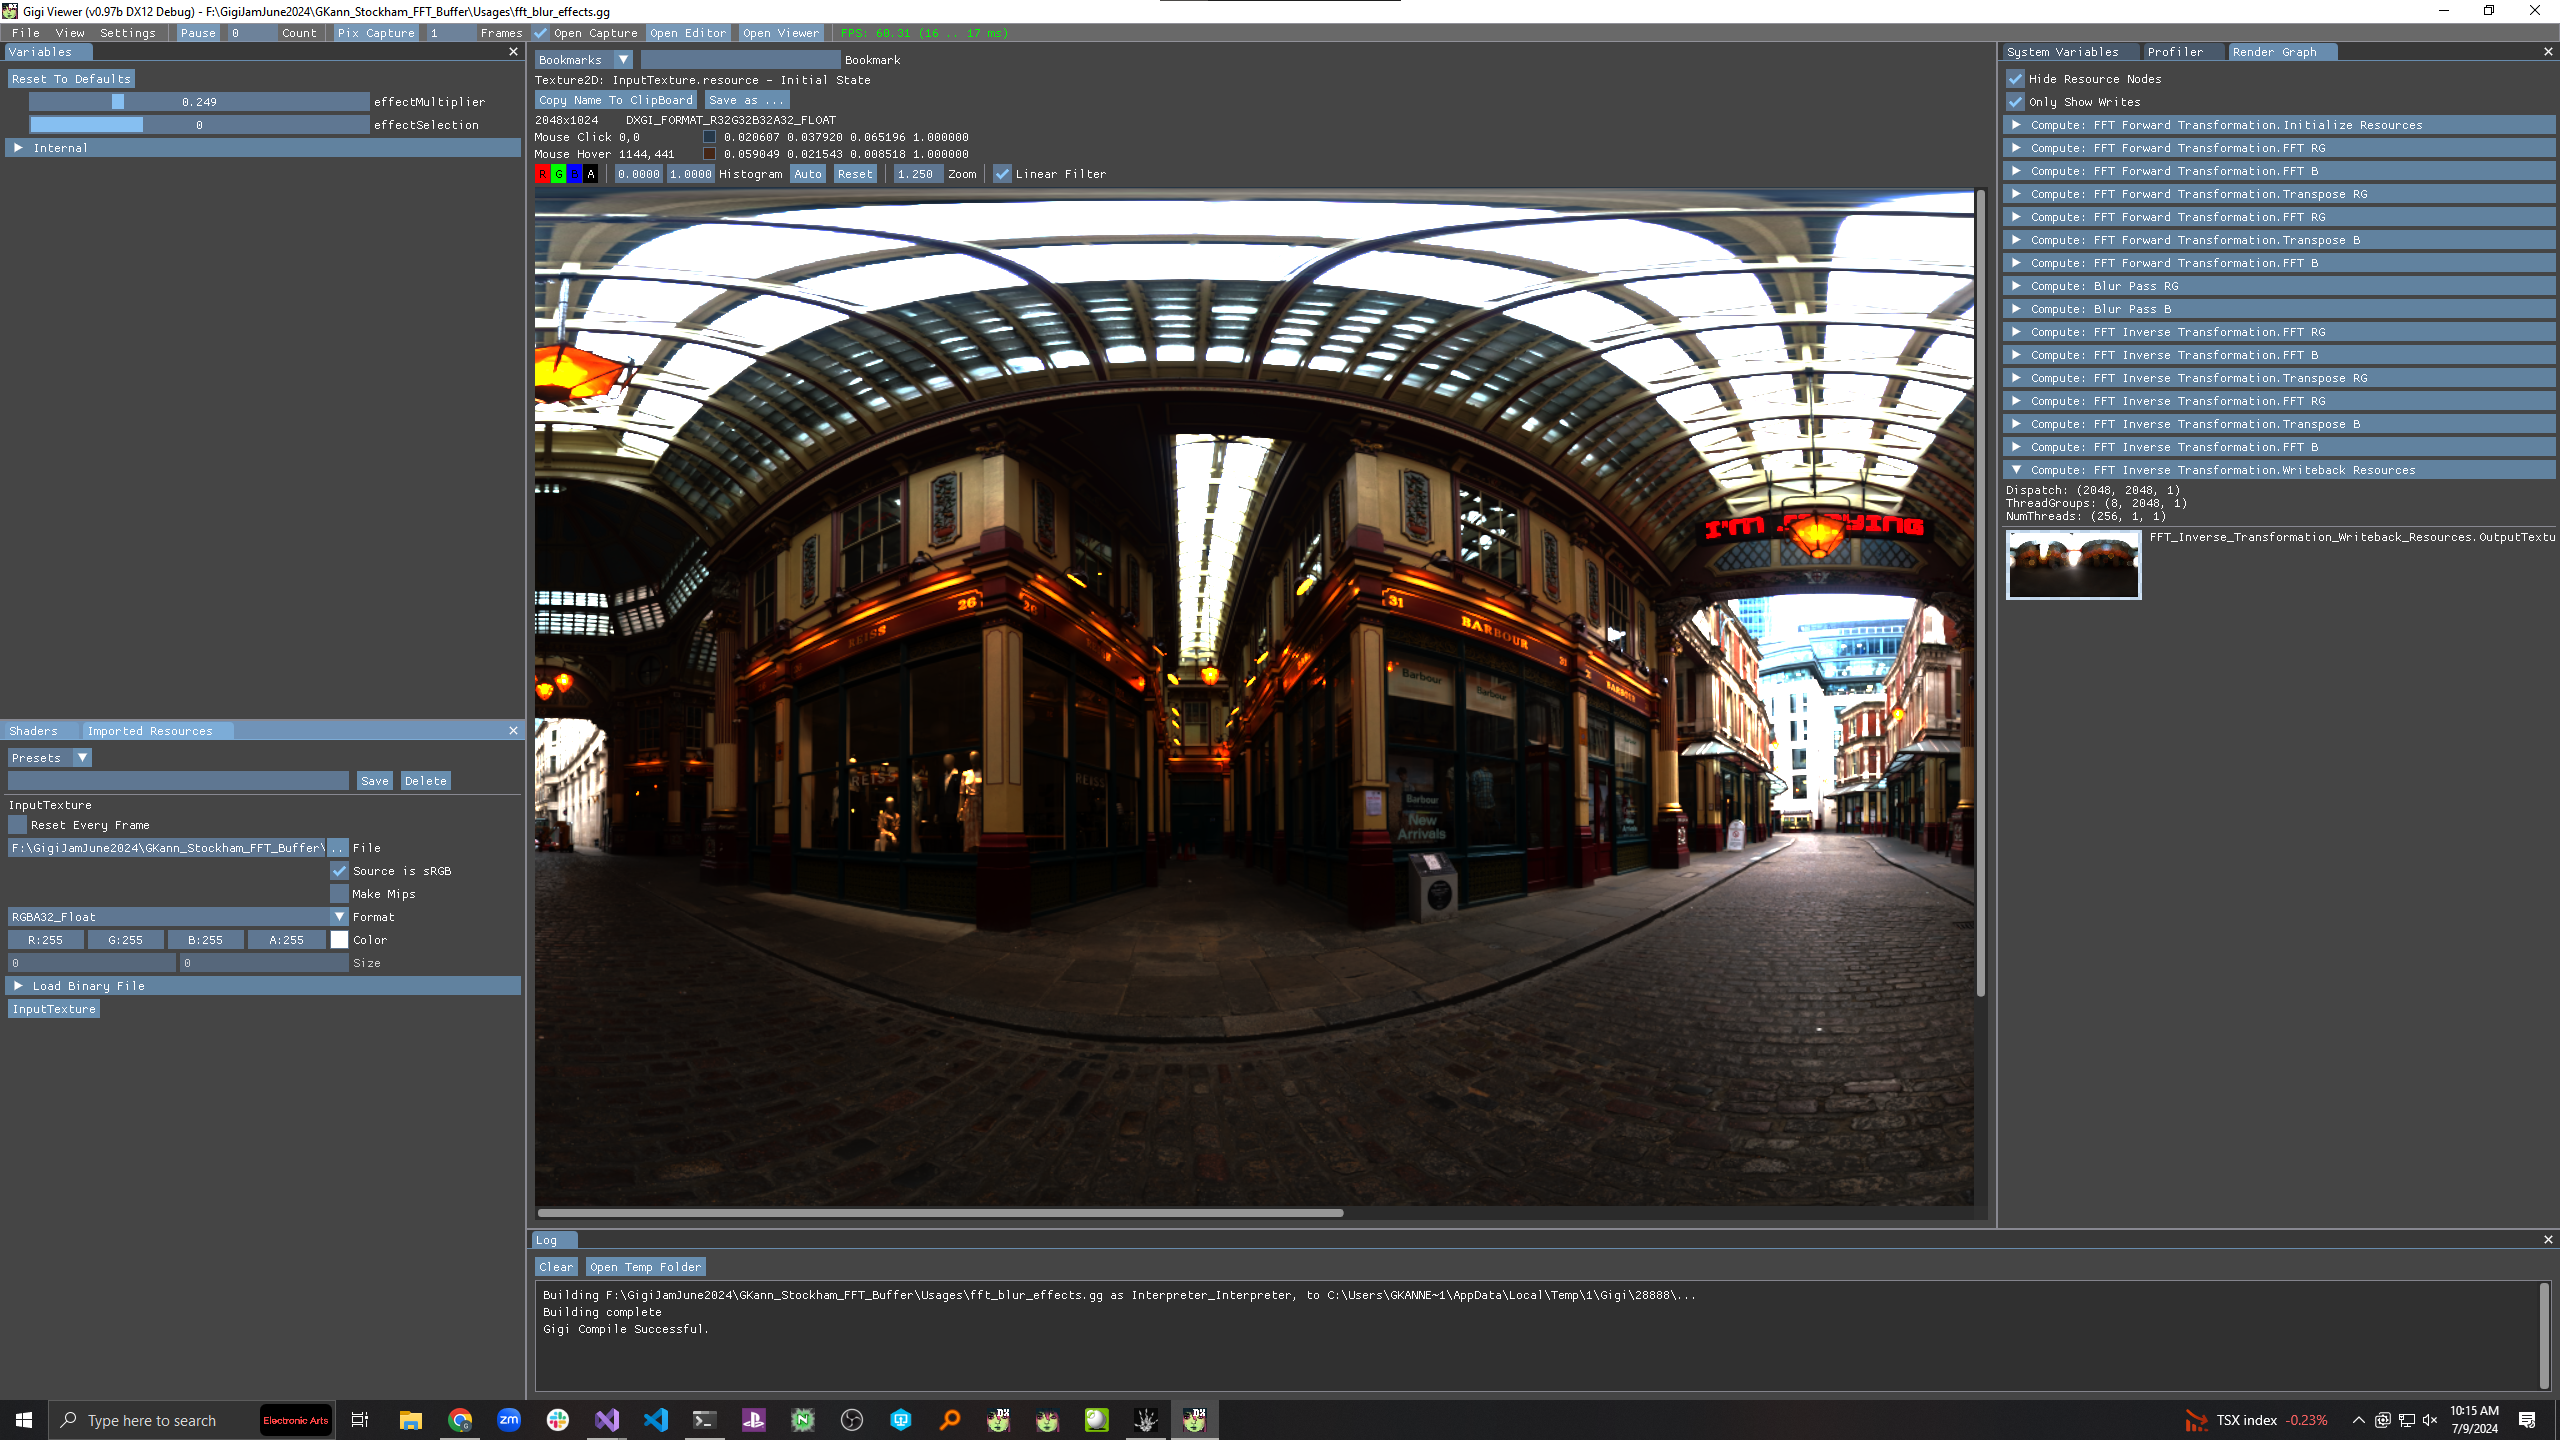 Gigi Viewer (v0.97b DX12 Debug) - F:\GigiJamJune2024\GKann_Stockham_FFT_Buffer\Usages\fft_blur_effects.gg
File View Settings Pause 0 Count Pix Capture 1 Frames Open Capture Open Editor Open Viewer FPS: 60.31 (16 .. 17 ms)
Variables
Reset To Defaults
0.249 effectMultiplier
0 effectSelection
Internal
Shaders Imported Resources
Presets
Save Delete
InputTexture
Reset Every Frame
F:\GigiJamJune2024\GKann_Stockham_FFT_Buffer\ .. File
Source is sRGB
Make Mips
RGBA32_Float Format
R:255 G:255 B:255 A:255 Color
0 0 Size
Load Binary File
InputTexture
Bookmarks Bookmark
Texture2D: InputTexture.resource - Initial State
Copy Name To ClipBoard Save as ...
2048x1024 DXGI_FORMAT_R32G32B32A32_FLOAT
Mouse Click 0,0 0.020607 0.037920 0.065196 1.000000
Mouse Hover 1144,441 0.059049 0.021543 0.008518 1.000000
R G B A 0.0000 1.0000 Histogram Auto Reset 1.250 Zoom Linear Filter
I'M
26 26
REISS
31
BARBOUR
31
BARBOUR
Barbour
Barbour
REISS
REISS
Barbour
New
Arrivals
Log
Clear Open Temp Folder
Building F:\GigiJamJune2024\GKann_Stockham_FFT_Buffer\Usages\fft_blur_effects.gg as Interpreter_Interpreter, to C:\Users\GKANNE~1\AppData\Local\Temp\1\Gigi\28888\...
Building complete
Gigi Compile Successful.
System Variables Profiler Render Graph
Hide Resource Nodes
Only Show Writes
Compute: FFT Forward Transformation.Initialize Resources
Compute: FFT Forward Transformation.FFT RG
Compute: FFT Forward Transformation.FFT B
Compute: FFT Forward Transformation.Transpose RG
Compute: FFT Forward Transformation.FFT RG
Compute: FFT Forward Transformation.Transpose B
Compute: FFT Forward Transformation.FFT B
Compute: Blur Pass RG
Compute: Blur Pass B
Compute: FFT Inverse Transformation.FFT RG
Compute: FFT Inverse Transformation.FFT B
Compute: FFT Inverse Transformation.Transpose RG
Compute: FFT Inverse Transformation.FFT RG
Compute: FFT Inverse Transformation.Transpose B
Compute: FFT Inverse Transformation.FFT B
Compute: FFT Inverse Transformation.Writeback Resources
Dispatch: (2048, 2048, 1)
ThreadGroups: (8, 2048, 1)
NumThreads: (256, 1, 1)
FFT_Inverse_Transformation_Writeback_Resources.OutputTextu
Type here to search Electronic Arts
zm
DX
DX
TSX index -0.23%
10:15 AM
7/9/2024